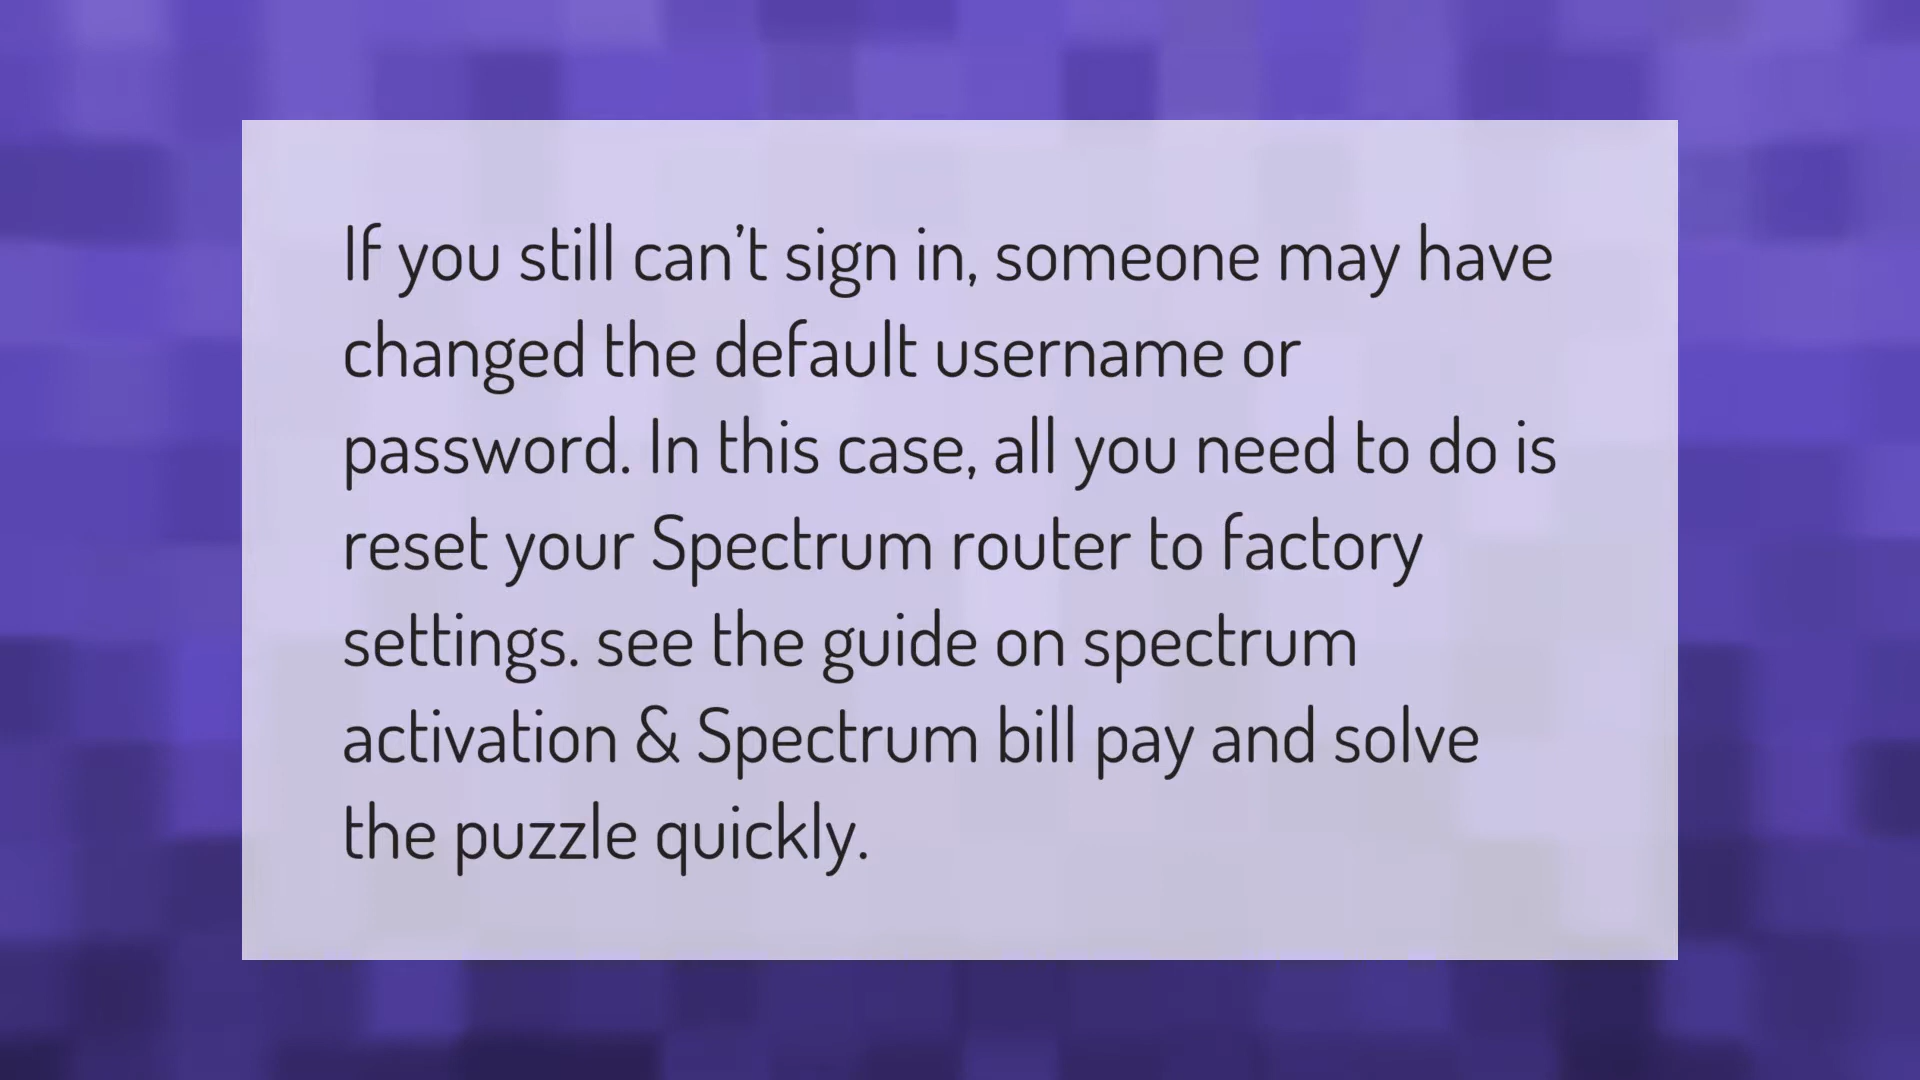 If you still can't sign in, someone may have
changed the default username or
password. In this case, all you need to do is
reset your Spectrum router to factory
settings. see the guide on spectrum
activation & Spectrum bill pay and solve
the puzzle quickly.